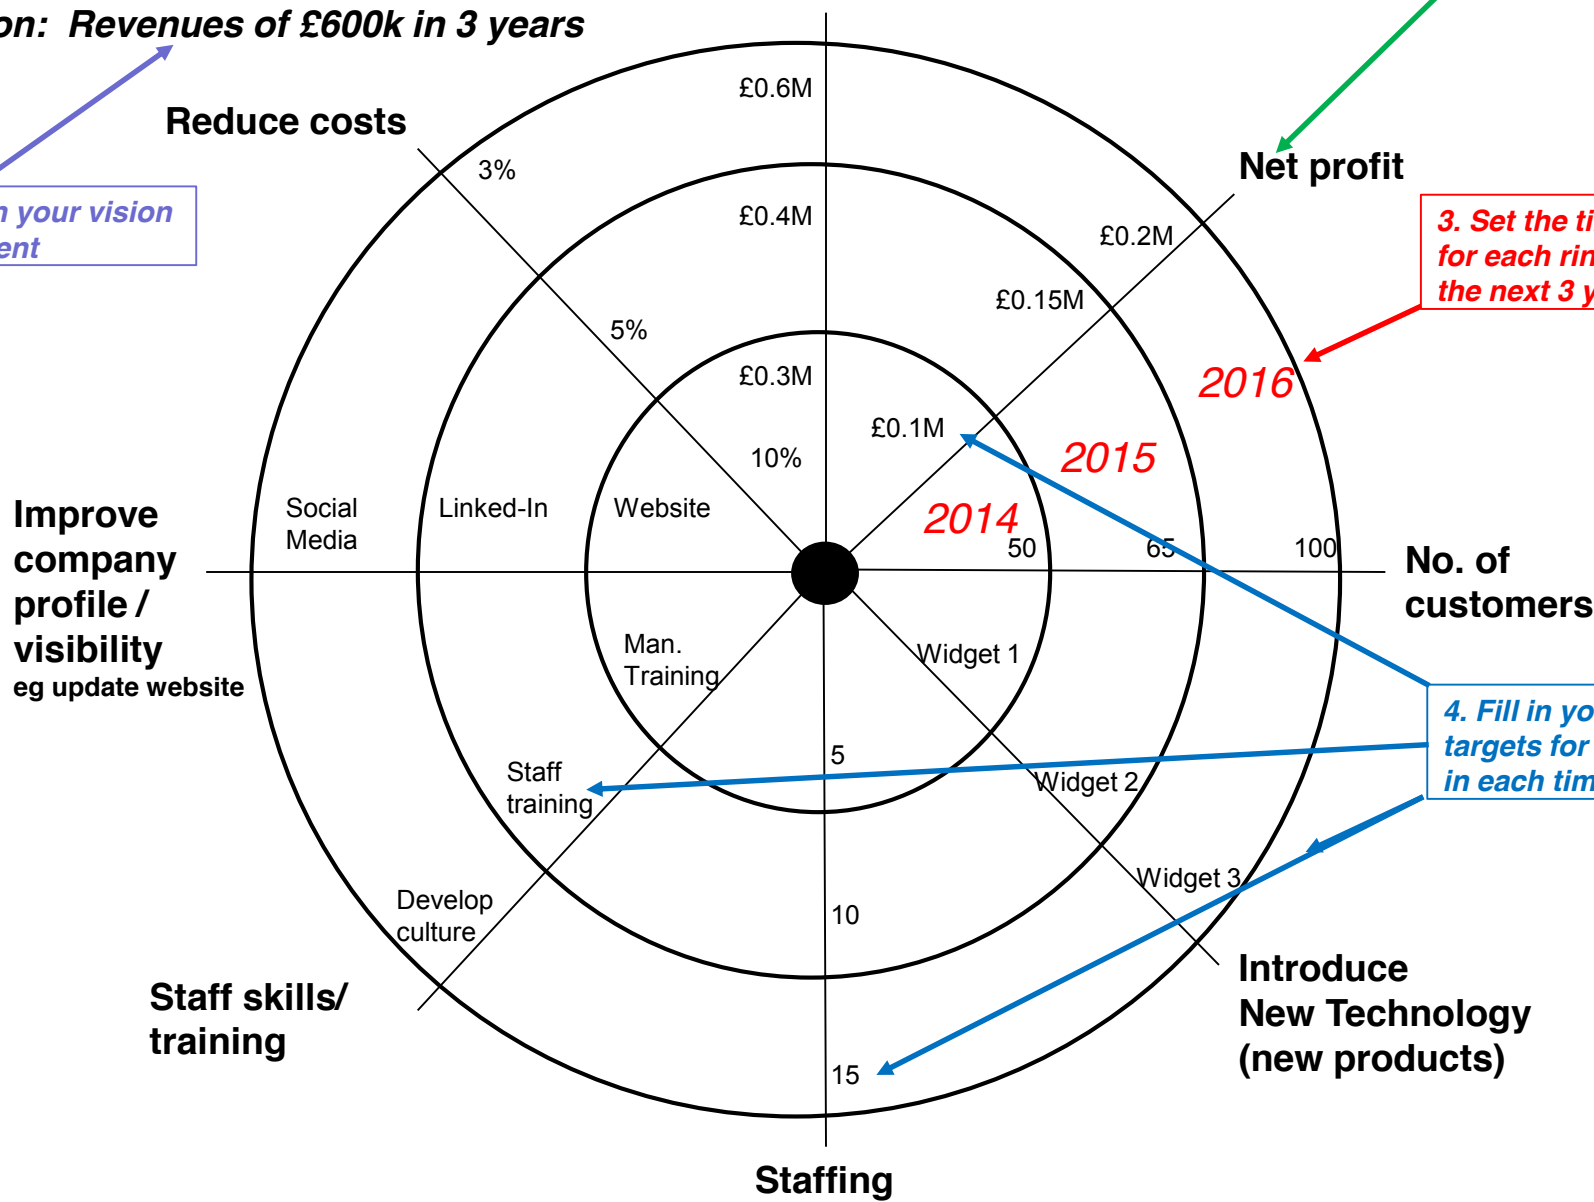 on: Revenues of £600k in 3 years
£0.6M
Reduce costs
3%
Net profit
n your vision
ent
£0.4M
£0.2M
3. Set the ti
for each rin
the next 3 y
£0.15M
5%
£0.3M
2016
£0.1M
10%
2015
Social
Media
Linked-In
Website
2014
50
65
100
Improve
company
profile /
visibility
eg update website
No. of
customers
Man.
Training
Widget 1
4. Fill in yo
targets for
in each tim
5
Staff
training
Widget 2
Widget 3
Develop
culture
10
Introduce
New Technology
(new products)
Staff skills/
training
15
Staffing